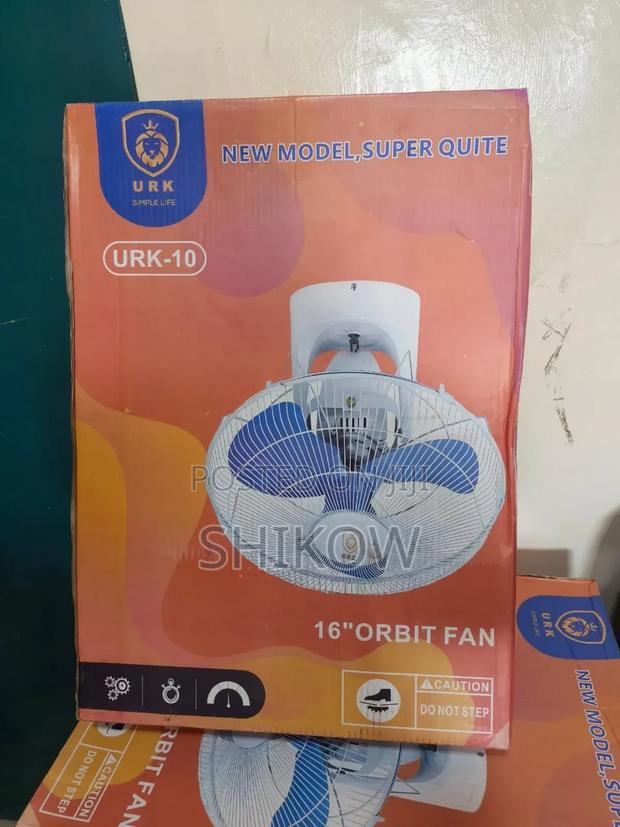 URK
SIMPLE LIFE
NEW MODEL,SUPER QUITE
URK-10
POSTED ON JIJI
SHIKOW
16"ORBIT FAN
CAUTION
DO NOT STEP
URK
SIMPLE LIFE
NEW MODEL, SUP
ORBIT FAN
CAUTION
DO NOT STEP